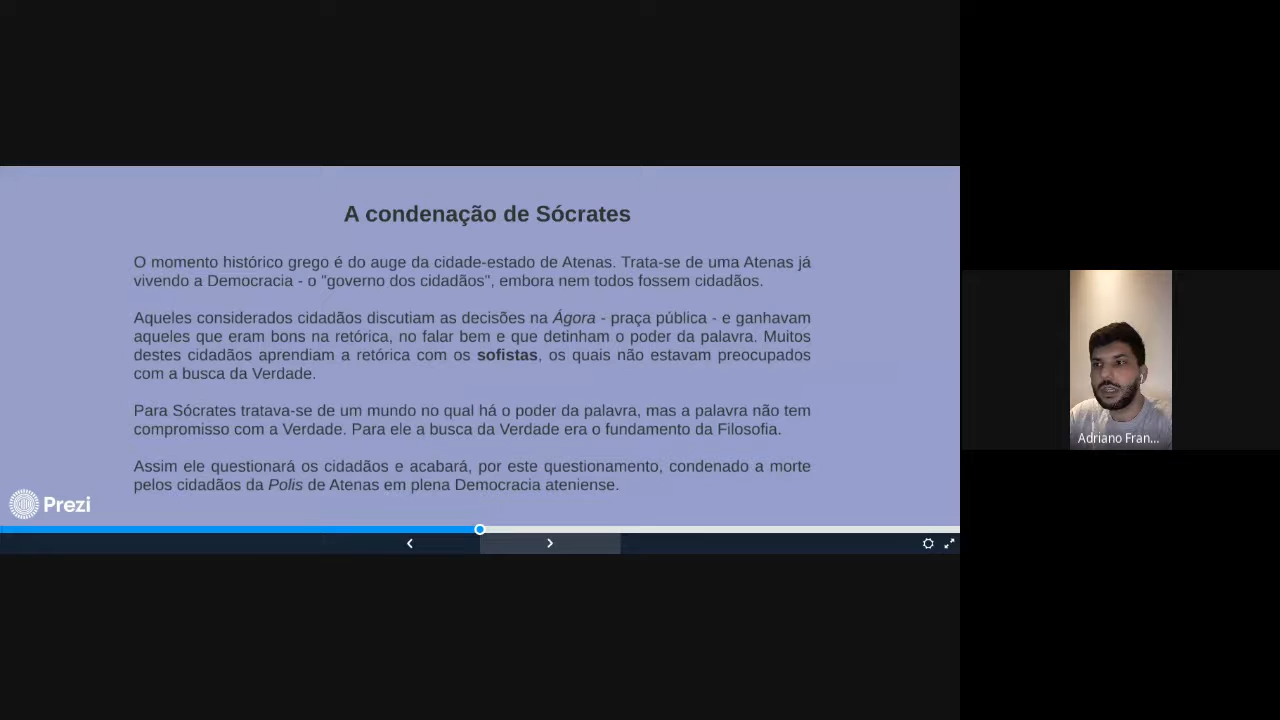 A condenação de Sócrates
O momento histórico grego é do auge da cidade-estado de Atenas. Trata-se de uma Atenas já
vivendo a Democracia - o "governo dos cidadãos", embora nem todos fossem cidadãos.
Aqueles considerados cidadãos discutiam as decisões na Ágora - praça pública - e ganhavam
aqueles que eram bons na retórica, no falar bem e que detinham o poder da palavra. Muitos
destes cidadãos aprendiam a retórica com os sofistas, os quais não estavam preocupados
com a busca da Verdade.
Para Sócrates tratava-se de um mundo no qual há o poder da palavra, mas a palavra não tem
compromisso com a Verdade. Para ele a busca da Verdade era o fundamento da Filosofia.
Assim ele questionará os cidadãos e acabará, por este questionamento, condenado a morte
pelos cidadãos da Polis de Atenas em plena Democracia ateniense.
Prezi
Adriano Fran...